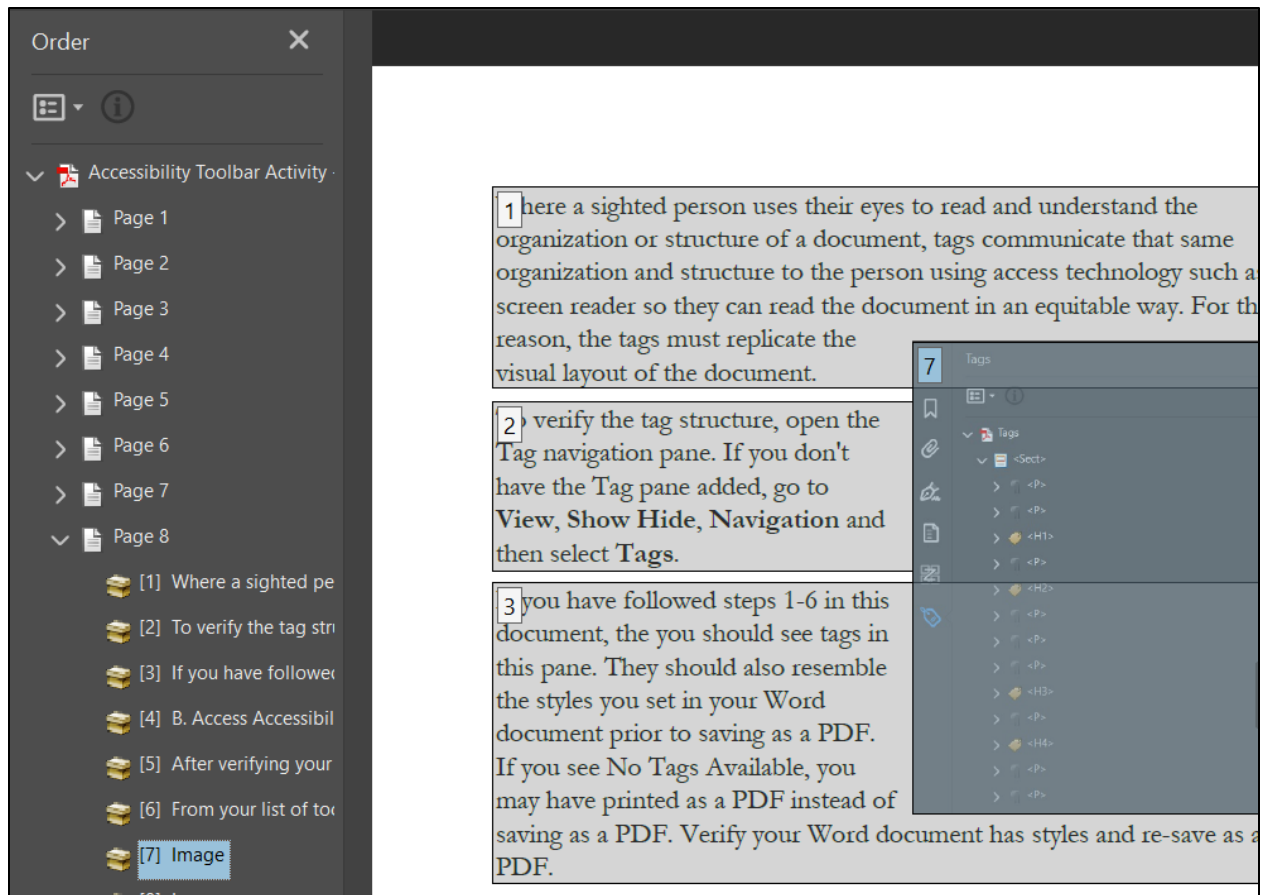 Order
Accessibility Toolbar Activity
Page 1
Page 2
Page 3
Page 4
Page 5
Page 6
Page 7
Page 8
[1] Where a sighted pe
[2] To verify the tag stru
[3] If you have followed
[4] B. Access Accessibil
[5] After verifying your
[6] From your list of too
[7] Image
1 here a sighted person uses their eyes to read and understand the
organization or structure of a document, tags communicate that same
organization and structure to the person using access technology such as
screen reader so they can read the document in an equitable way. For th
reason, the tags must replicate the
visual layout of the document.
2 verify the tag structure, open the
Tag navigation pane. If you don't
have the Tag pane added, go to
View, Show Hide, Navigation and
then select Tags.
3 you have followed steps 1-6 in this
document, the you should see tags in
this pane. They should also resemble
the styles you set in your Word
document prior to saving as a PDF.
If you see No Tags Available, you
may have printed as a PDF instead of
saving as a PDF. Verify your Word document has styles and re-save as a
PDF.
7
Tags
Tags
<Sect>
<P>
<P>
<H1>
<P>
<H2>
<P>
<P>
<P>
<H3>
<P>
<H4>
<P>
<P>